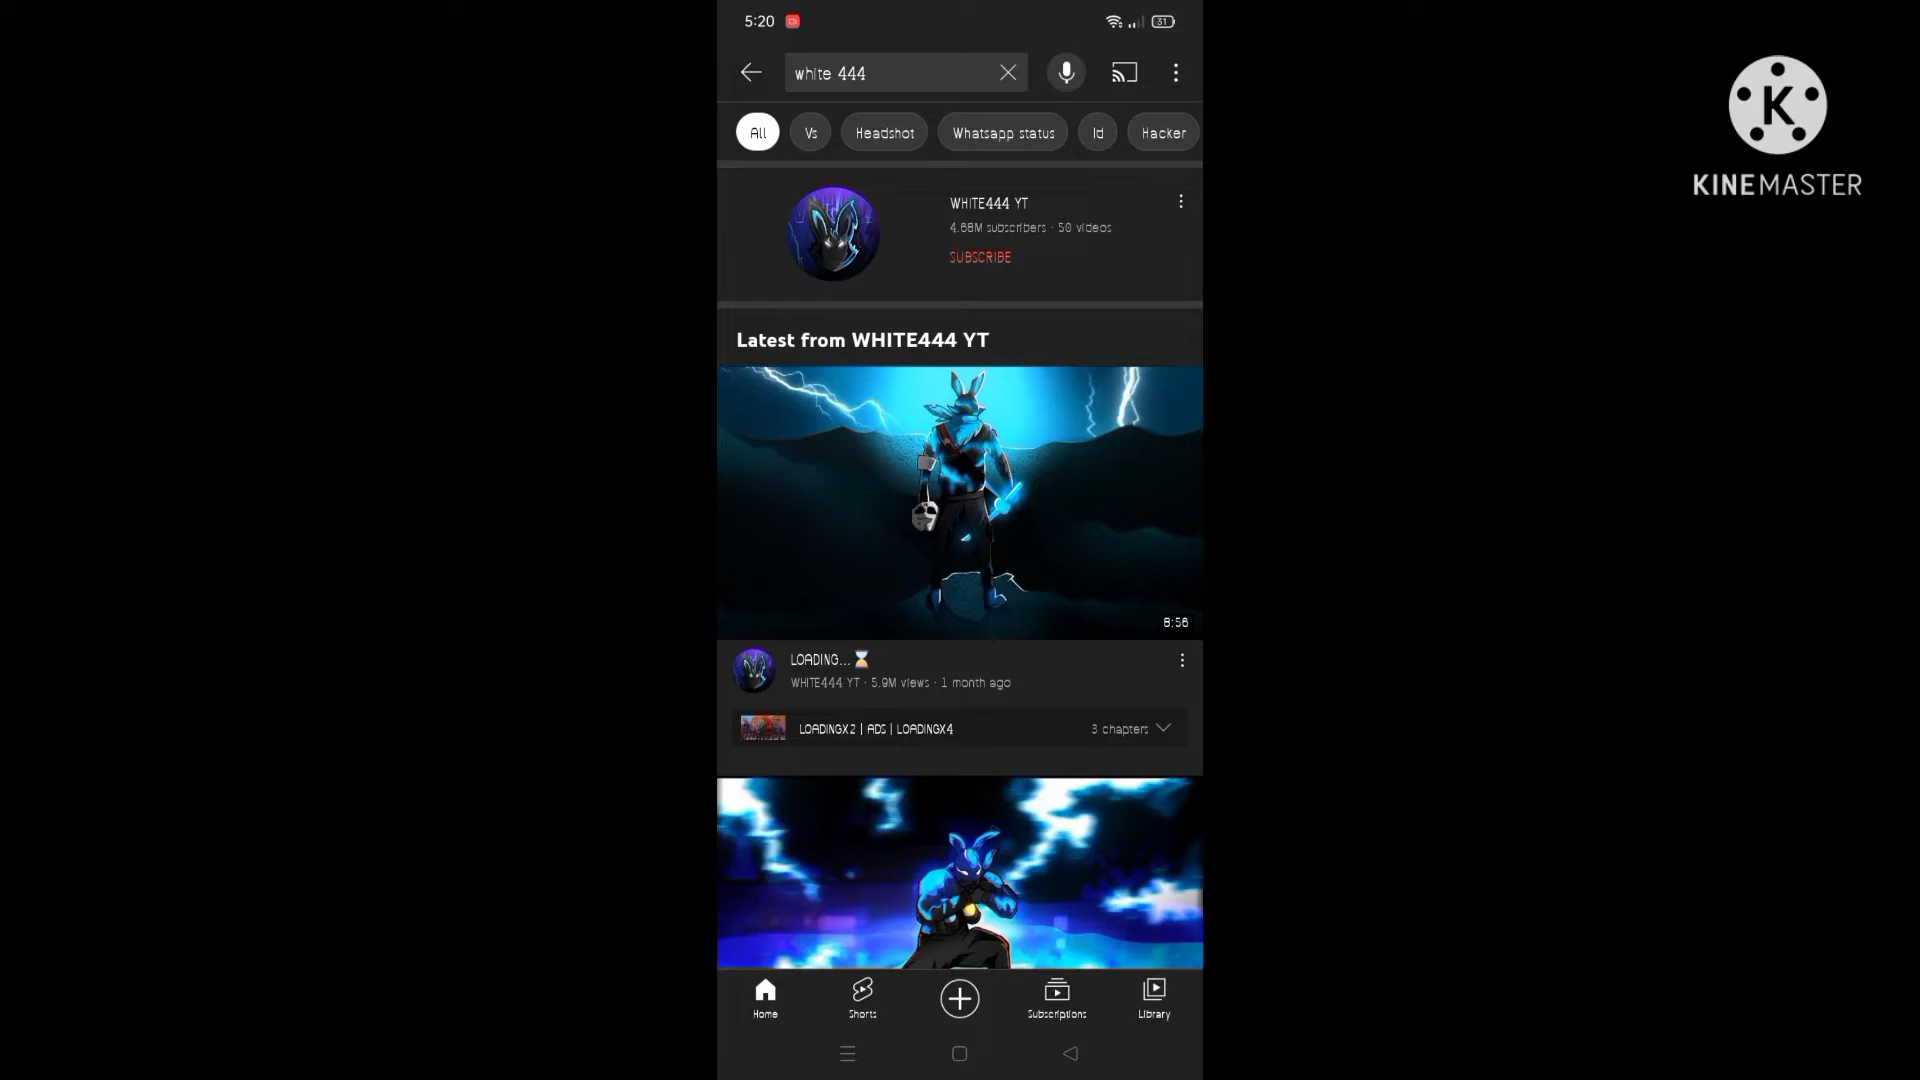 5:20
31
white 444
All Vs Headshot Whatsapp status Id Hacker
WHITE444 YT
4.68M subscribers · 50 videos
SUBSCRIBE
Latest from WHITE444 YT
8:56
LOADING...⌛
WHITE444 YT · 5.9M views · 1 month ago
LOADINGX2 | ADS | LOADINGX4 3 chapters
Home Shorts Subscriptions Library
K
KINEMASTER